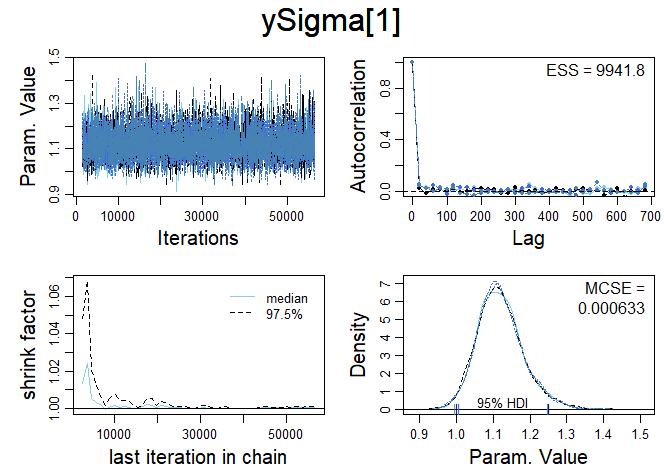 ySigma[1]
Param. Value
0.9 1.1 1.3 1.5
0 10000 30000 50000
Iterations
Autocorrelation
0.0 0.4 0.8
ESS = 9941.8
0 100 200 300 400 500 600 700
Lag
shrink factor
1.00 1.02 1.04 1.06
median
97.5%
10000 30000 50000
last iteration in chain
Density
0 1 2 3 4 5 6 7
MCSE =
0.000633
95% HDI
0.9 1.0 1.1 1.2 1.3 1.4 1.5
Param. Value